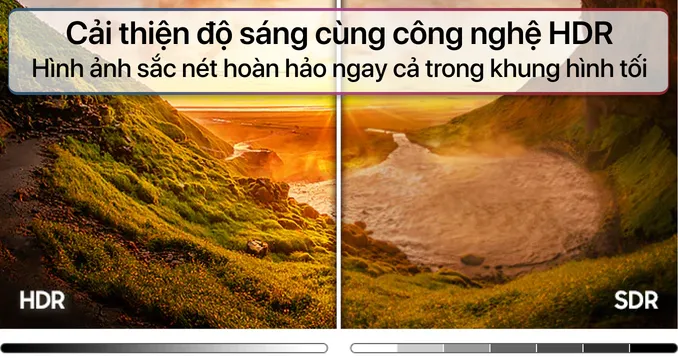 Cải thiện độ sáng cùng công nghệ HDR
Hình ảnh sắc nét hoàn hảo ngay cả trong khung hình tối
HDR
SDR